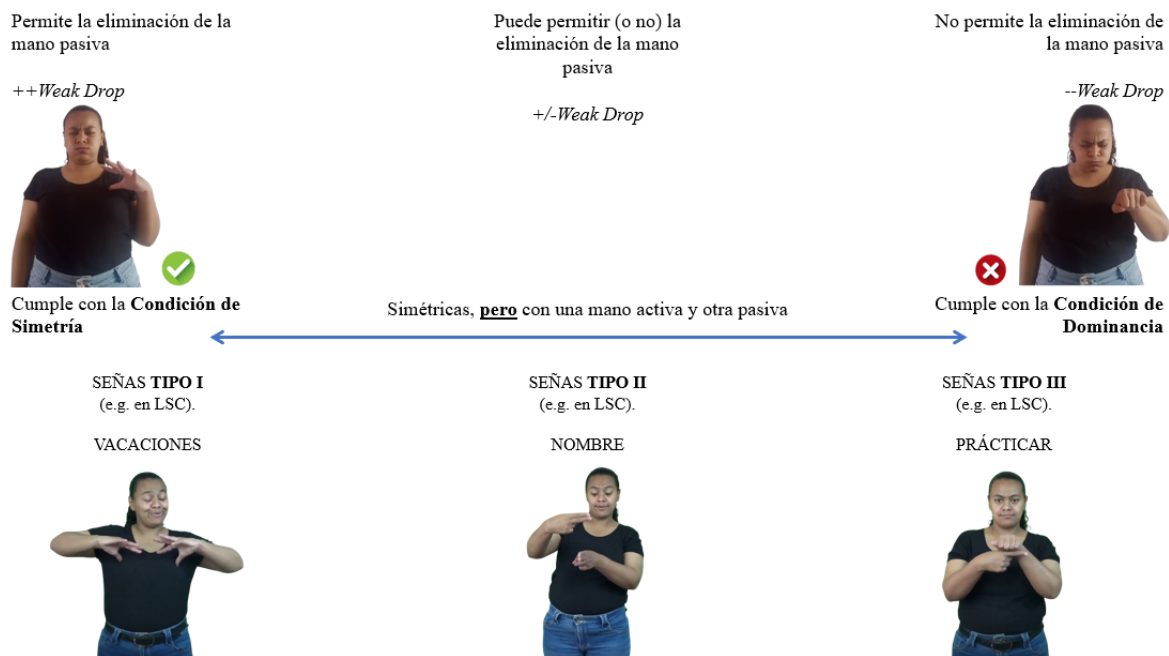 Permite la eliminación de la
mano pasiva
++Weak Drop
Puede permitir (o no) la
eliminación de la mano
pasiva
+/-Weak Drop
No permite la eliminación de
la mano pasiva
--Weak Drop
Cumple con la Condición de
Simetría
Simétricas, pero con una mano activa y otra pasiva
Cumple con la Condición de
Dominancia
SEÑAS TIPO I
(e.g. en LSC).
VACACIONES
SEÑAS TIPO II
(e.g. en LSC).
NOMBRE
SEÑAS TIPO III
(e.g. en LSC).
PRÁCTICAR